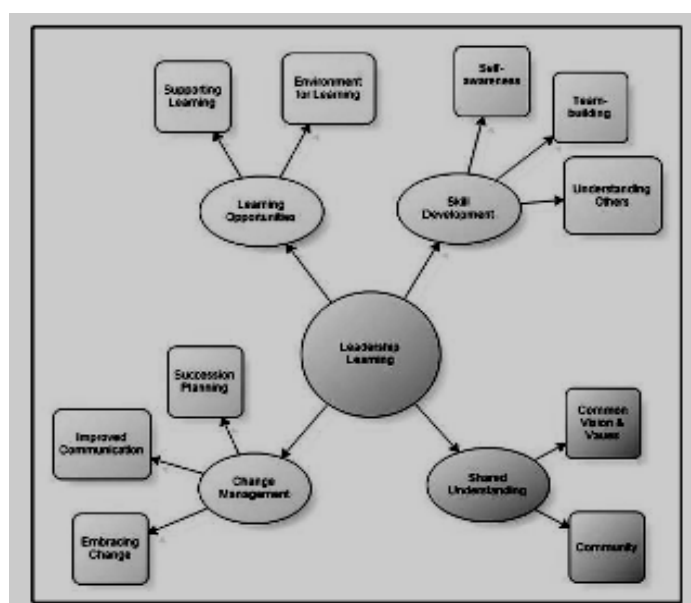 Self-
awareness
Environment
for Learning
Supporting
Learning
Team-
building
Understanding
Others
Learning
Opportunities
Skill
Development
Leadership
Learning
Succession
Planning
Common
Vision &
Values
Improved
Communication
Change
Management
Shared
Understanding
Embracing
Change
Community